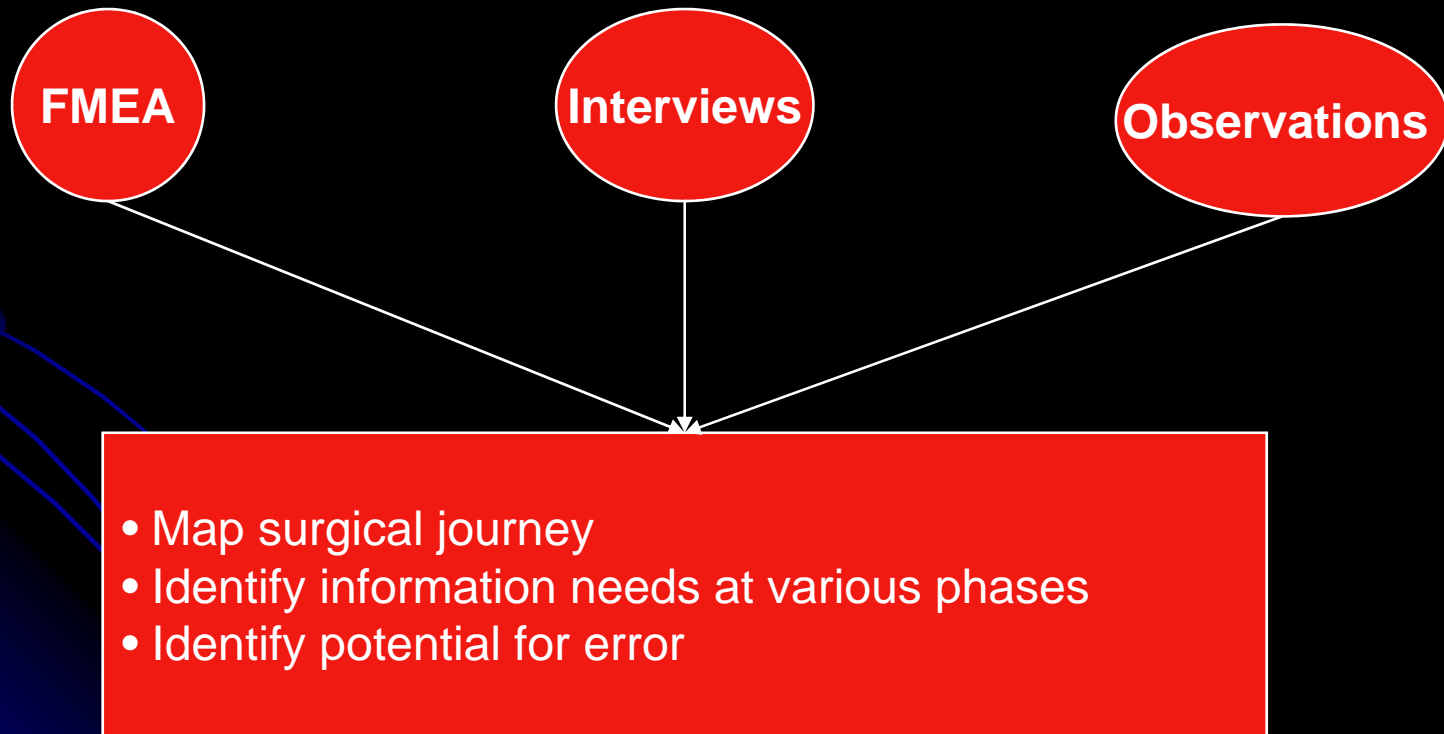 FMEA
Interviews
Observations
• Map surgical journey
• Identify information needs at various phases
• Identify potential for error